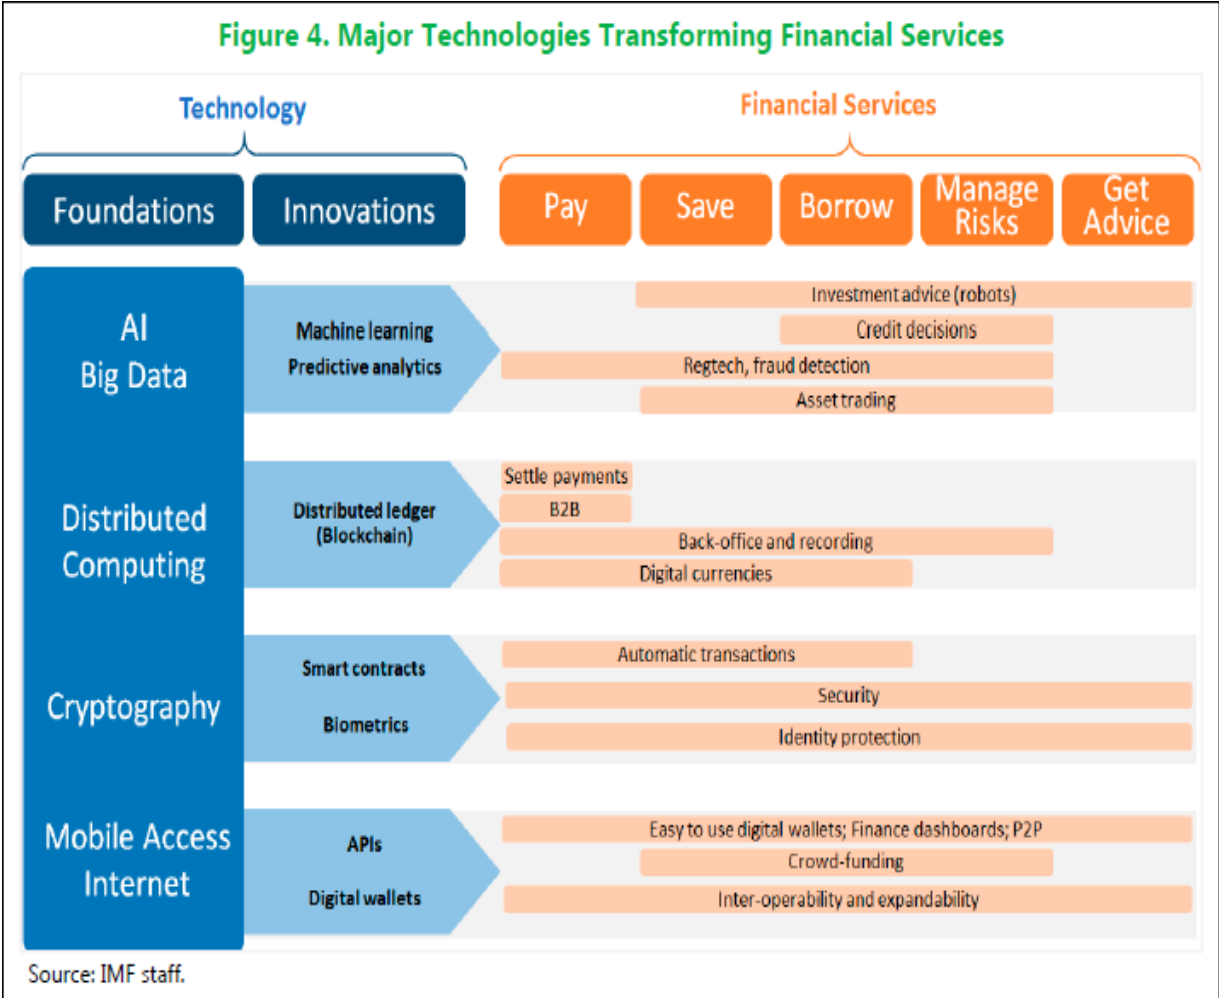 Figure 4. Major Technologies Transforming Financial Services
Technology
Financial Services
Foundations
Innovations
Pay
Save
Borrow
Manage
Risks
Get
Advice
AI
Big Data
Machine learning
Predictive analytics
Investment advice (robots)
Credit decisions
Regtech, fraud detection
Asset trading
Distributed
Computing
Distributed ledger
(Blockchain)
Settle payments
B2B
Back-office and recording
Digital currencies
Cryptography
Smart contracts
Biometrics
Automatic transactions
Security
Identity protection
Mobile Access
Internet
APIs
Digital wallets
Easy to use digital wallets; Finance dashboards; P2P
Crowd-funding
Inter-operability and expandability
Source: IMF staff.